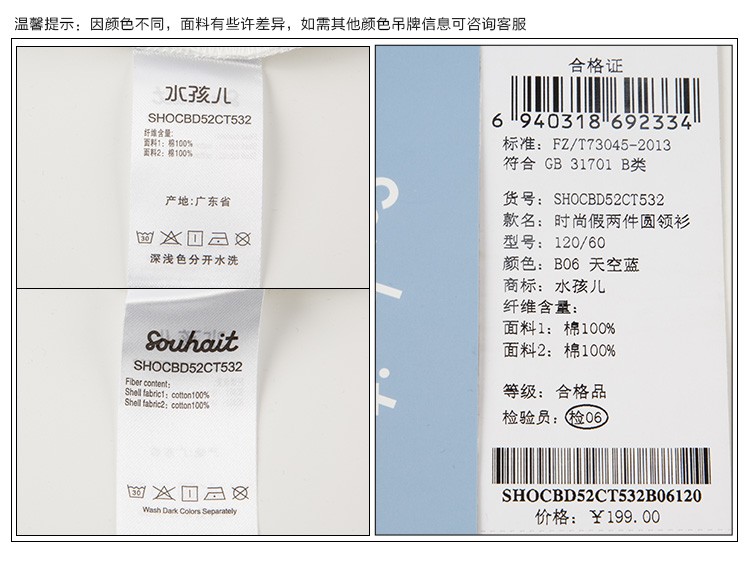 温馨提示：因颜色不同，面料有些许差异，如需其他颜色吊牌信息可咨询客服
水孩儿
SHOCBD52CT532
纤维含量:
面料1：棉100%
面料2：棉100%
产地:广东省
30
深浅色分开水洗
Souhait
SHOCBD52CT532
Fiber content:
Shell fabric1：cotton100%
Shell fabric2：cotton100%
30
Wash Dark Colors Separately
合格证
6 940318 692334
标准：FZ/T73045-2013
符合 GB 31701 B类
货号：SHOCBD52CT532
款名：时尚假两件圆领衫
型号：120/60
颜色：B06 天空蓝
商标：水孩儿
纤维含量：
面料1：棉100%
面料2：棉100%
等级：合格品
检验员：检06
SHOCBD52CT532B06120
价格：￥199.00